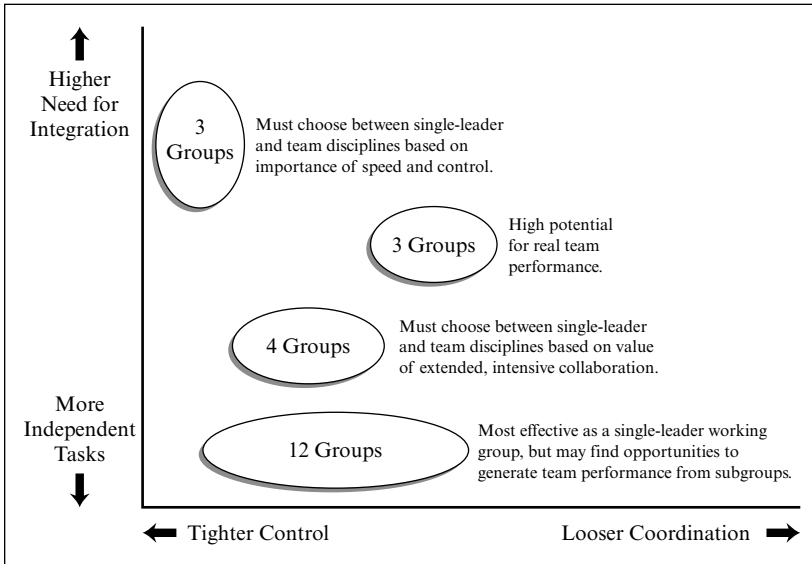 Higher
Need for
Integration
3
Groups
Must choose between single-leader
and team disciplines based on
importance of speed and control.
3 Groups
High potential
for real team
performance.
4 Groups
Must choose between single-leader
and team disciplines based on value
of extended, intensive collaboration.
More
Independent
Tasks
12 Groups
Most effective as a single-leader working
group, but may find opportunities to
generate team performance from subgroups.
Tighter Control
Looser Coordination